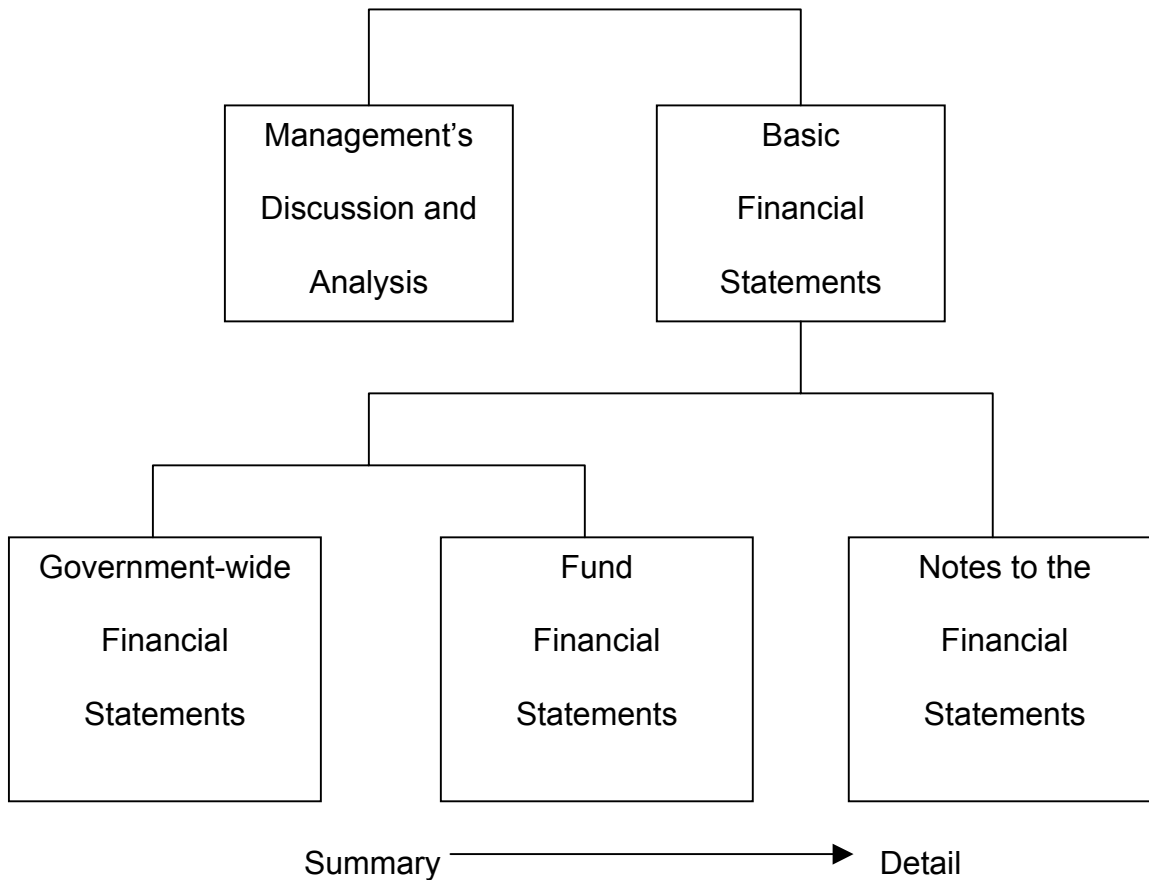 Management’s
Discussion and
Analysis
Basic
Financial
Statements
Government-wide
Financial
Statements
Fund
Financial
Statements
Notes to the
Financial
Statements
Summary
Detail